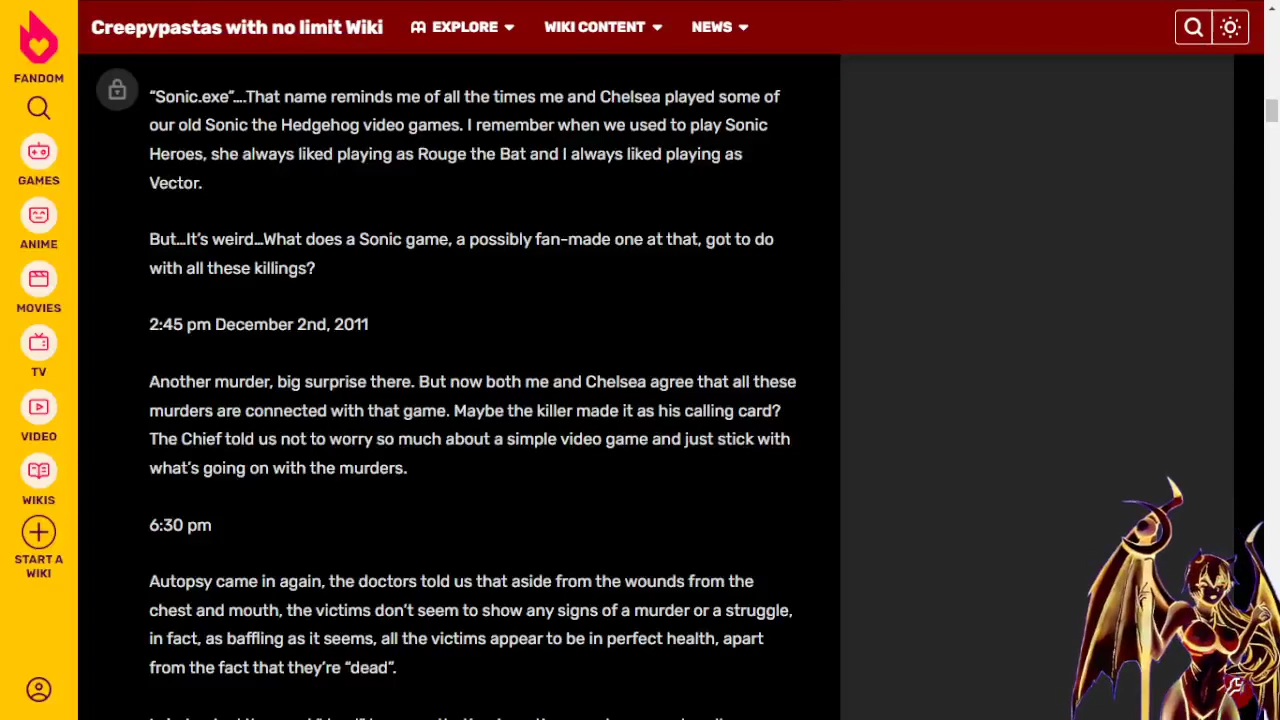 Creepypastas with no limit Wiki
EXPLORE
WIKI CONTENT
NEWS
FANDOM
GAMES
ANIME
MOVIES
TV
VIDEO
WIKIS
START A
WIKI
“Sonic.exe”….That name reminds me of all the times me and Chelsea played some of
our old Sonic the Hedgehog video games. I remember when we used to play Sonic
Heroes, she always liked playing as Rouge the Bat and I always liked playing as
Vector.
But…It’s weird…What does a Sonic game, a possibly fan-made one at that, got to do
with all these killings?
2:45 pm December 2nd, 2011
Another murder, big surprise there. But now both me and Chelsea agree that all these
murders are connected with that game. Maybe the killer made it as his calling card?
The Chief told us not to worry so much about a simple video game and just stick with
what’s going on with the murders.
6:30 pm
Autopsy came in again, the doctors told us that aside from the wounds from the
chest and mouth, the victims don’t seem to show any signs of a murder or a struggle,
in fact, as baffling as it seems, all the victims appear to be in perfect health, apart
from the fact that they’re “dead”.